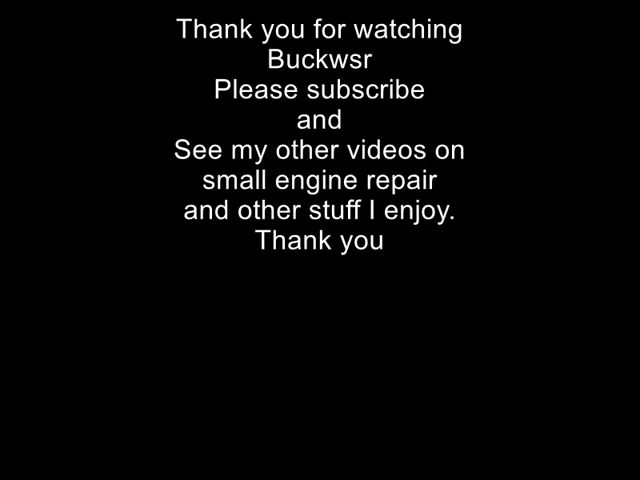 Thank you for watching
Buckwsr
Please subscribe
and
See my other videos on
small engine repair
and other stuff I enjoy.
Thank you